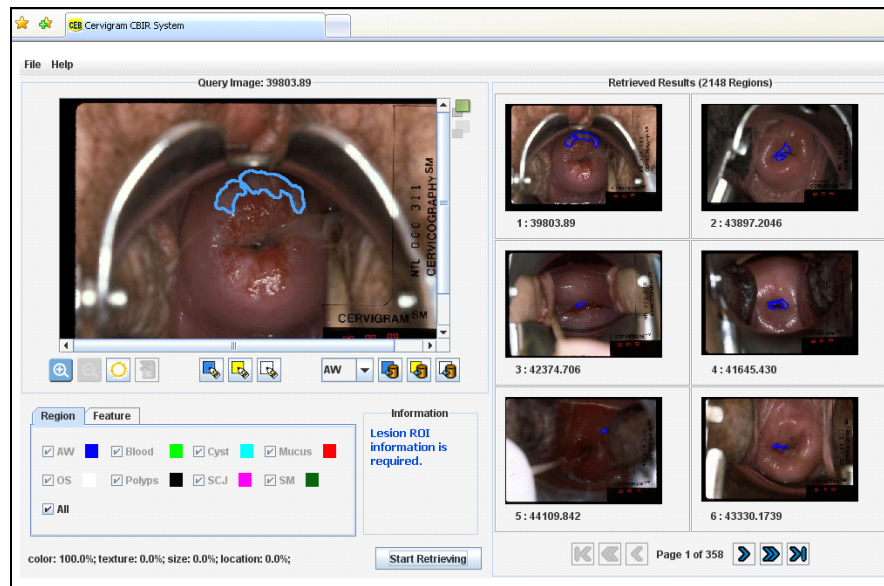 CEB Cervigram CBIR System
File Help
Query Image: 39803.89
Retrieved Results (2148 Regions)
NTL 000 311
CERVICOGRAPHY SM
CERVIGRAM SM
1 : 39803.89
2 : 43897.2046
3 : 42374.706
4 : 41645.430
5 : 44109.842
6 : 43330.1739
AW
Region Feature
Information
AW Blood Cyst Mucus
OS Polyps SCJ SM
All
Lesion ROI
information is
required.
color: 100.0%; texture: 0.0%; size: 0.0%; location: 0.0%;
Start Retrieving
Page 1 of 358